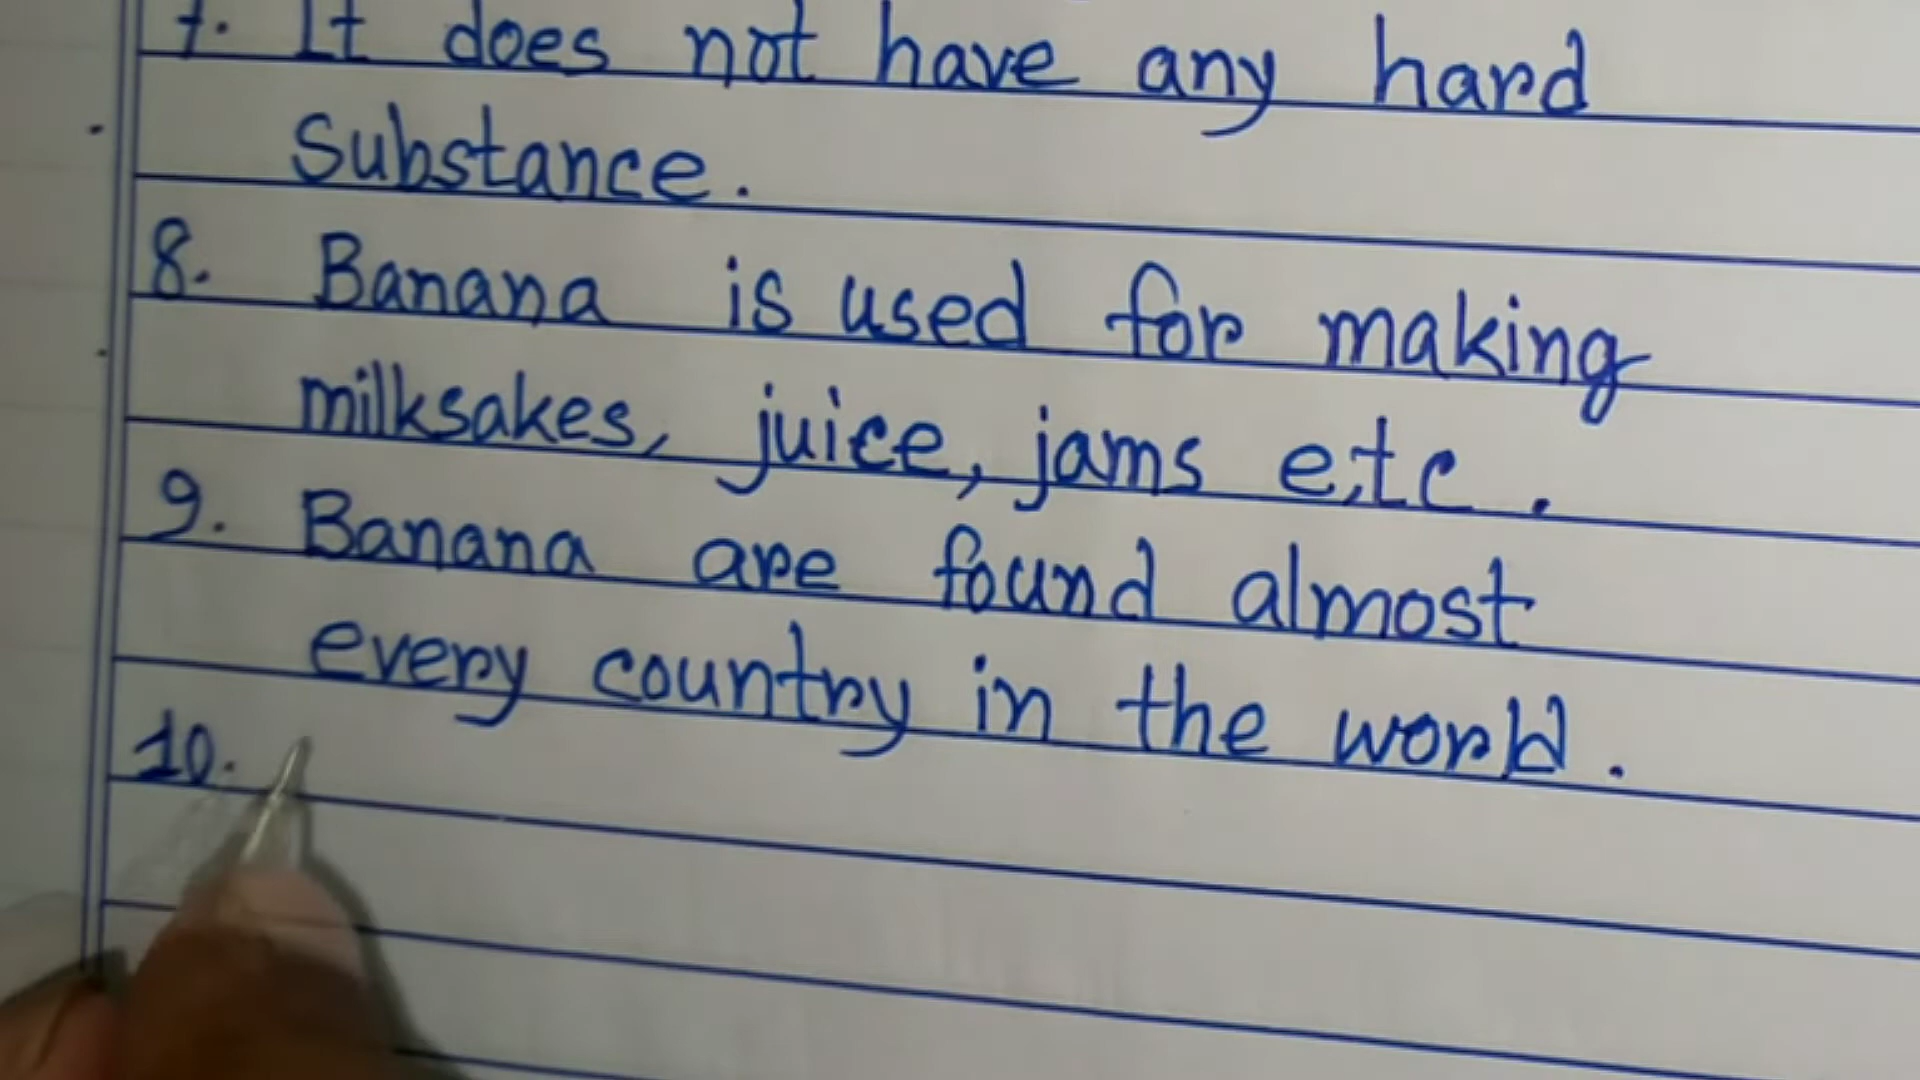 7. It does not have any hard
Substance.
8. Banana is used for making
milksakes, juice, jams etc.
9. Banana are found almost
every country in the world.
10.